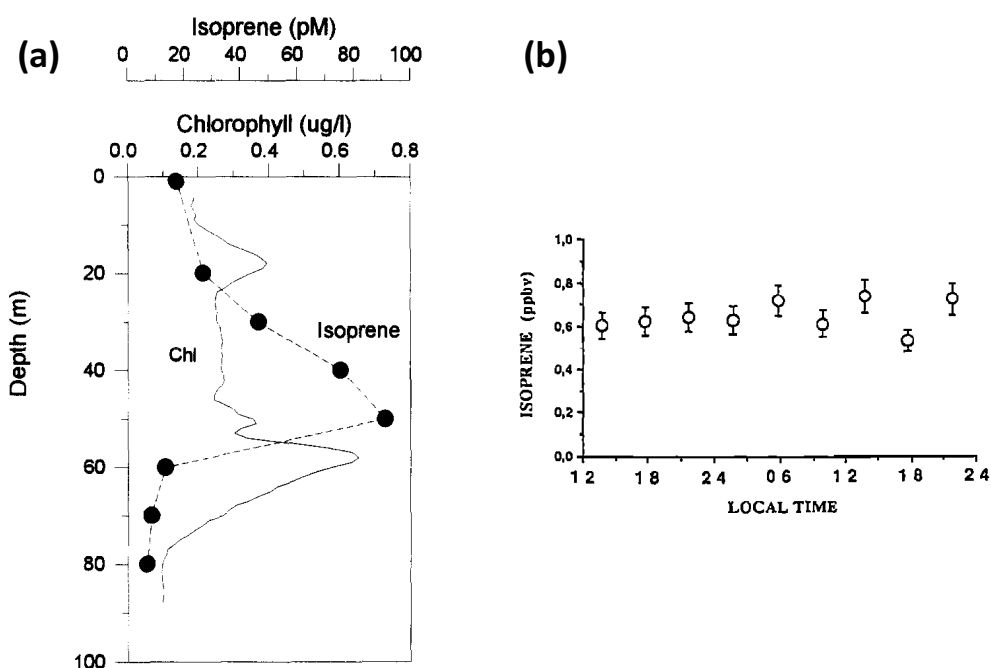 (a)
Isoprene (pM)
0 20 40 60 80 100
Chlorophyll (ug/l)
0.0 0.2 0.4 0.6 0.8
0
20
40
60
80
100
Depth (m)
Chl
Isoprene
(b)
1,0
0,8
0,6
0,4
0,2
0,0
ISOPRENE (ppbv)
12 18 24 06 12 18 24
LOCAL TIME